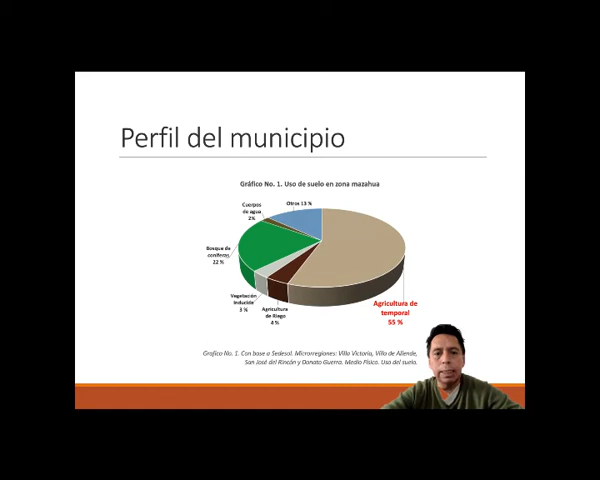 Perfil del municipio
Gráfico No. 1. Uso de suelo en zona mazahua
Cuerpos
de agua
2%
Otros 13 %
Bosque de
coníferas
22 %
Vegetación
inducida
3 %
Agricultura
de Riego
4 %
Agricultura de
temporal
55 %
Grafico No. 1. Con base a Sedesol. Microrregiones: Villa Victoria, Villa de Allende,
San José del Rincón y Donato Guerra. Medio Físico. Uso del suelo.